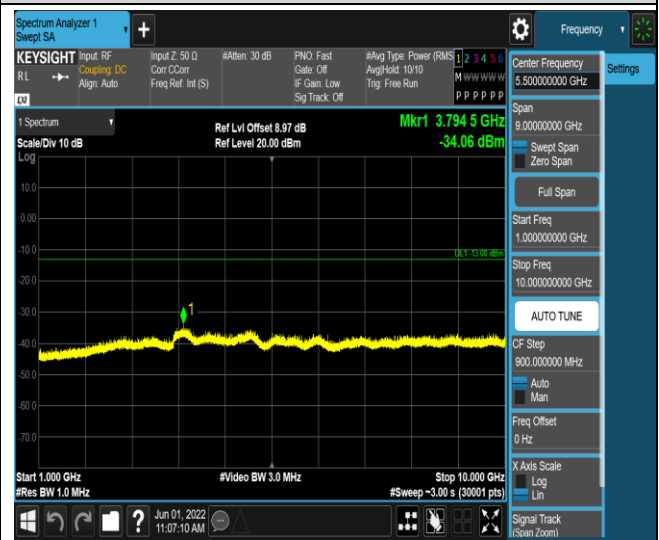 Spectrum Analyzer 1
Swept SA
Frequency
KEYSIGHT
RL
LXI
Input: RF
Coupling: DC
Align: Auto
Input Z: 50 Ω
Corr CCorr
Freq Ref: Int (S)
#Atten: 30 dB
PNO: Fast
Gate: Off
IF Gain: Low
Sig Track: Off
#Avg Type: Power (RMS)
Avg|Hold: 10/10
Trig: Free Run
1 2 3 4 5 6
M W W W W W
P P P P P P
1 Spectrum
Scale/Div 10 dB
Ref Lvl Offset 8.97 dB
Ref Level 20.00 dBm
Mkr1 3.794 5 GHz
-34.06 dBm
Log
10.0
0.00
-10.0
DL1 -13.00 dBm
-20.0
-30.0
1
-40.0
-50.0
-60.0
-70.0
Start 1.000 GHz
#Res BW 1.0 MHz
#Video BW 3.0 MHz
Stop 10.000 GHz
#Sweep ~3.00 s (30001 pts)
Center Frequency
5.500000000 GHz
Settings
Span
9.00000000 GHz
Swept Span
Zero Span
Full Span
Start Freq
1.000000000 GHz
Stop Freq
10.000000000 GHz
AUTO TUNE
CF Step
900.000000 MHz
Auto
Man
Freq Offset
0 Hz
X Axis Scale
Log
Lin
Signal Track
(Span Zoom)
?
Jun 01, 2022
11:07:10 AM